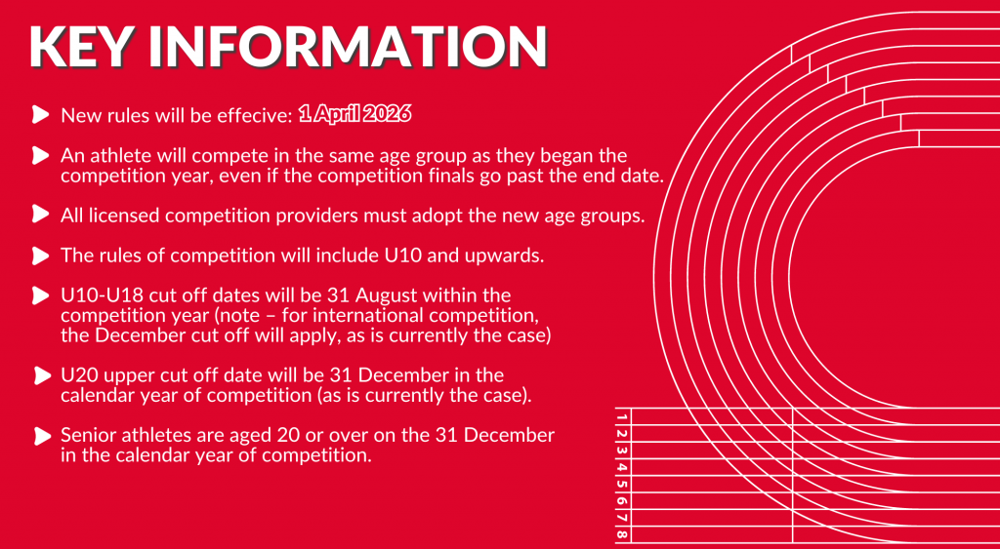 KEY INFORMATION
New rules will be effecive: 1 April 2026
An athlete will compete in the same age group as they began the
competition year, even if the competition finals go past the end date.
All licensed competition providers must adopt the new age groups.
The rules of competition will include U10 and upwards.
U10-U18 cut off dates will be 31 August within the
competition year (note – for international competition,
the December cut off will apply, as is currently the case)
U20 upper cut off date will be 31 December in the
calendar year of competition (as is currently the case).
Senior athletes are aged 20 or over on the 31 December
in the calendar year of competition.
1
2
3
4
5
6
7
8